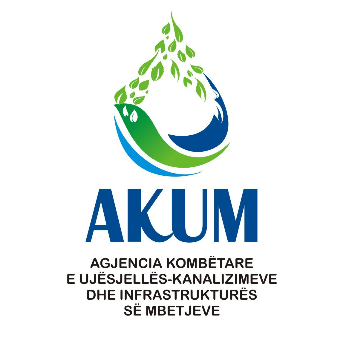 AKUM
AGJENCIA KOMBËTARE
E UJËSJELLËS-KANALIZIMEVE
DHE INFRASTRUKTURËS
SË MBETJEVE